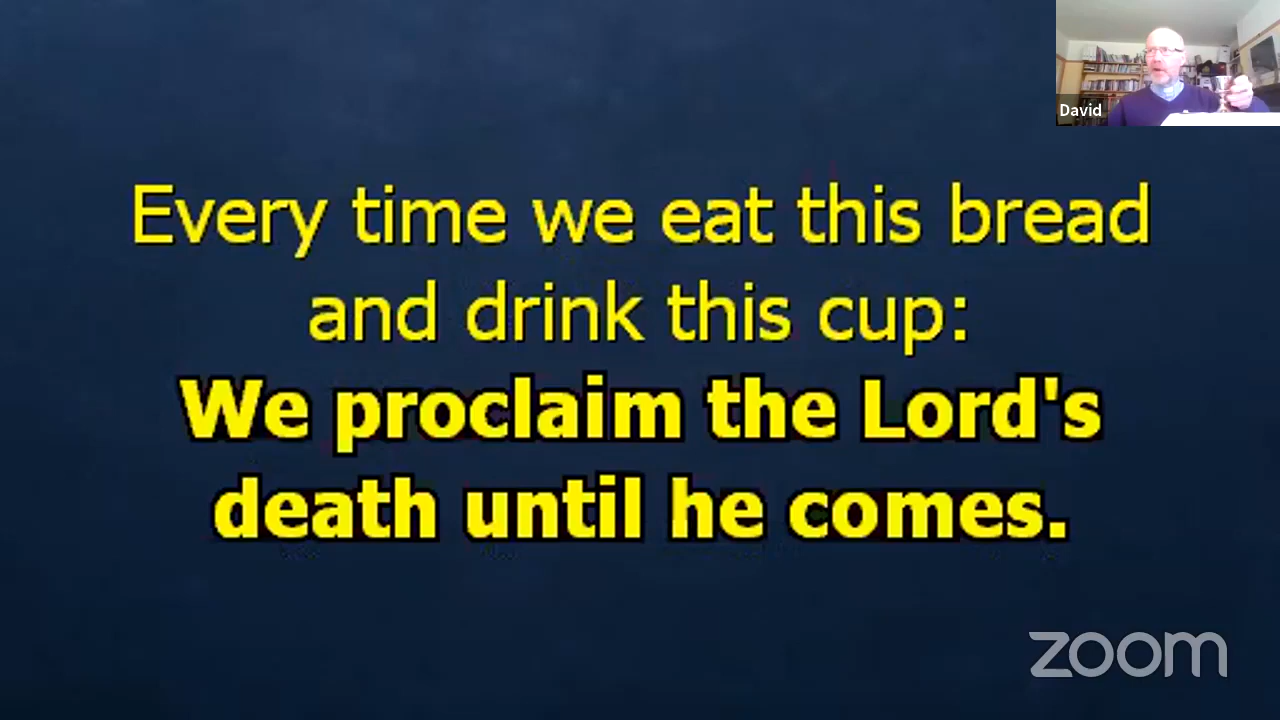 David
Every time we eat this bread
and drink this cup:
We proclaim the Lord's
death until he comes.
zoom